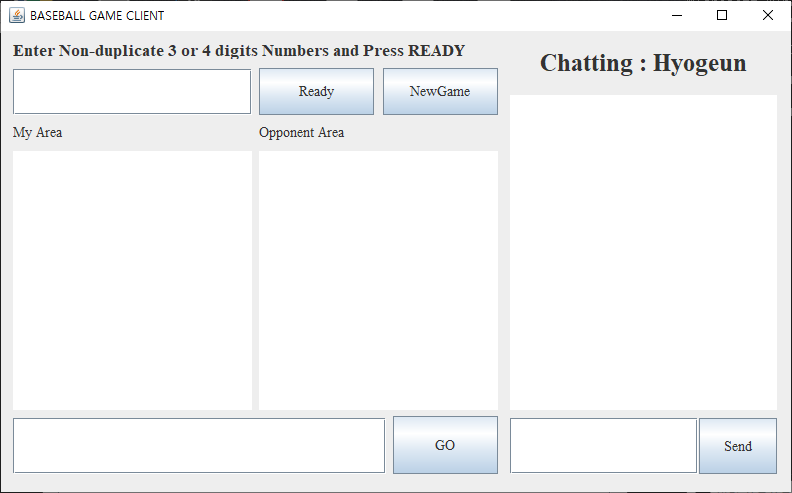 BASEBALL GAME CLIENT
Enter Non-duplicate 3 or 4 digits Numbers and Press READY
Ready
NewGame
My Area
Opponent Area
GO
Chatting : Hyogeun
Send